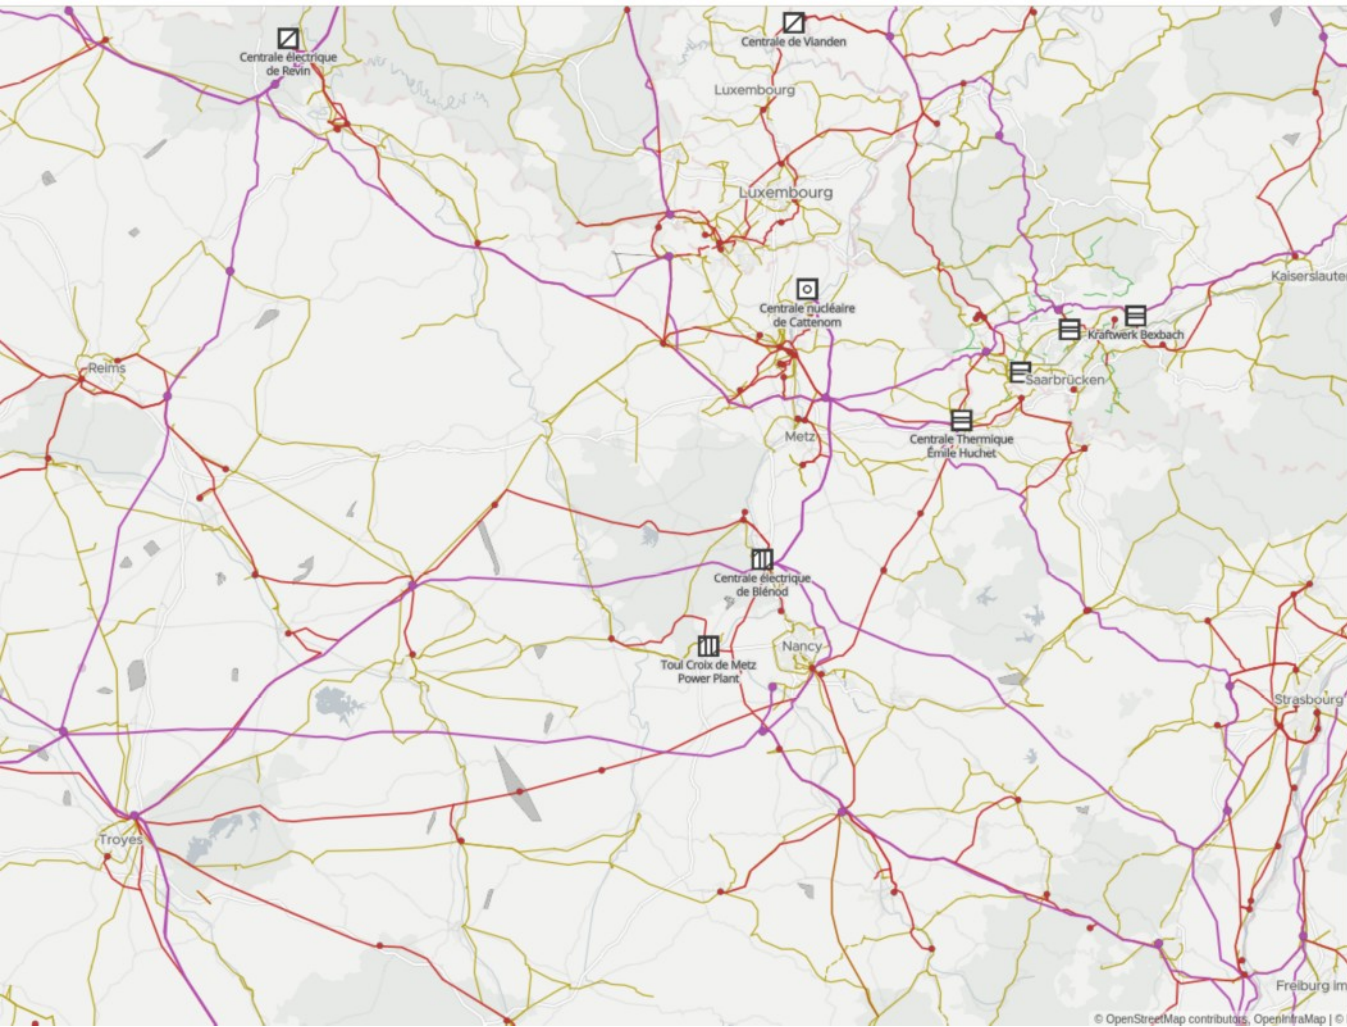 Centrale électrique
de Revin
Centrale de Vianden
Luxembourg
Luxembourg
Centrale nucléaire
de Cattenom
Kaiserslauter
Kraftwerk Bexbach
Reims
Saarbrücken
Metz
Centrale Thermique
Émile Huchet
Centrale électrique
de Blénod
Nancy
Toul Croix de Metz
Power Plant
Strasbourg
Troyes
Freiburg im
© OpenStreetMap contributors, OpenInfraMap | ©